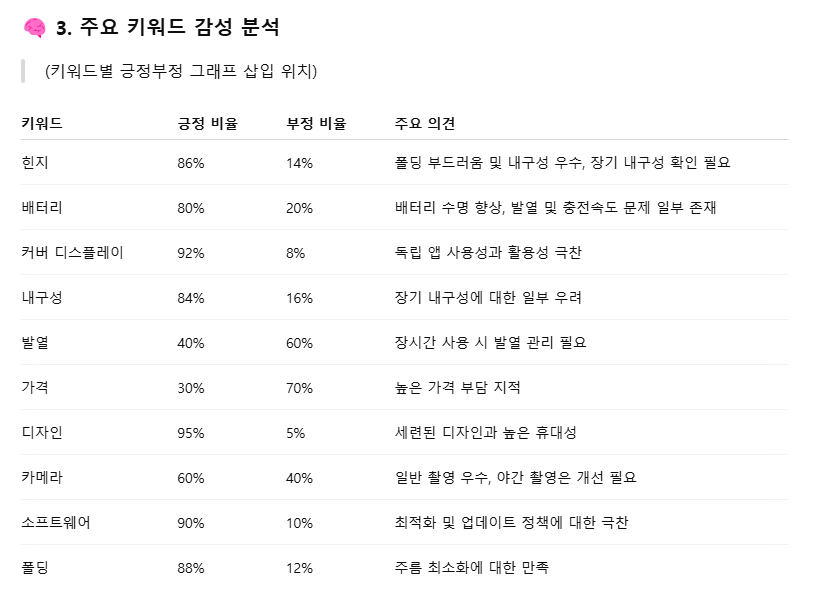 🧠 3. 주요 키워드 감성 분석
(키워드별 긍정부정 그래프 삽입 위치)
키워드 긍정 비율 부정 비율 주요 의견
힌지 86% 14% 폴딩 부드러움 및 내구성 우수, 장기 내구성 확인 필요
배터리 80% 20% 배터리 수명 향상, 발열 및 충전속도 문제 일부 존재
커버 디스플레이 92% 8% 독립 앱 사용성과 활용성 극찬
내구성 84% 16% 장기 내구성에 대한 일부 우려
발열 40% 60% 장시간 사용 시 발열 관리 필요
가격 30% 70% 높은 가격 부담 지적
디자인 95% 5% 세련된 디자인과 높은 휴대성
카메라 60% 40% 일반 촬영 우수, 야간 촬영은 개선 필요
소프트웨어 90% 10% 최적화 및 업데이트 정책에 대한 극찬
폴딩 88% 12% 주름 최소화에 대한 만족